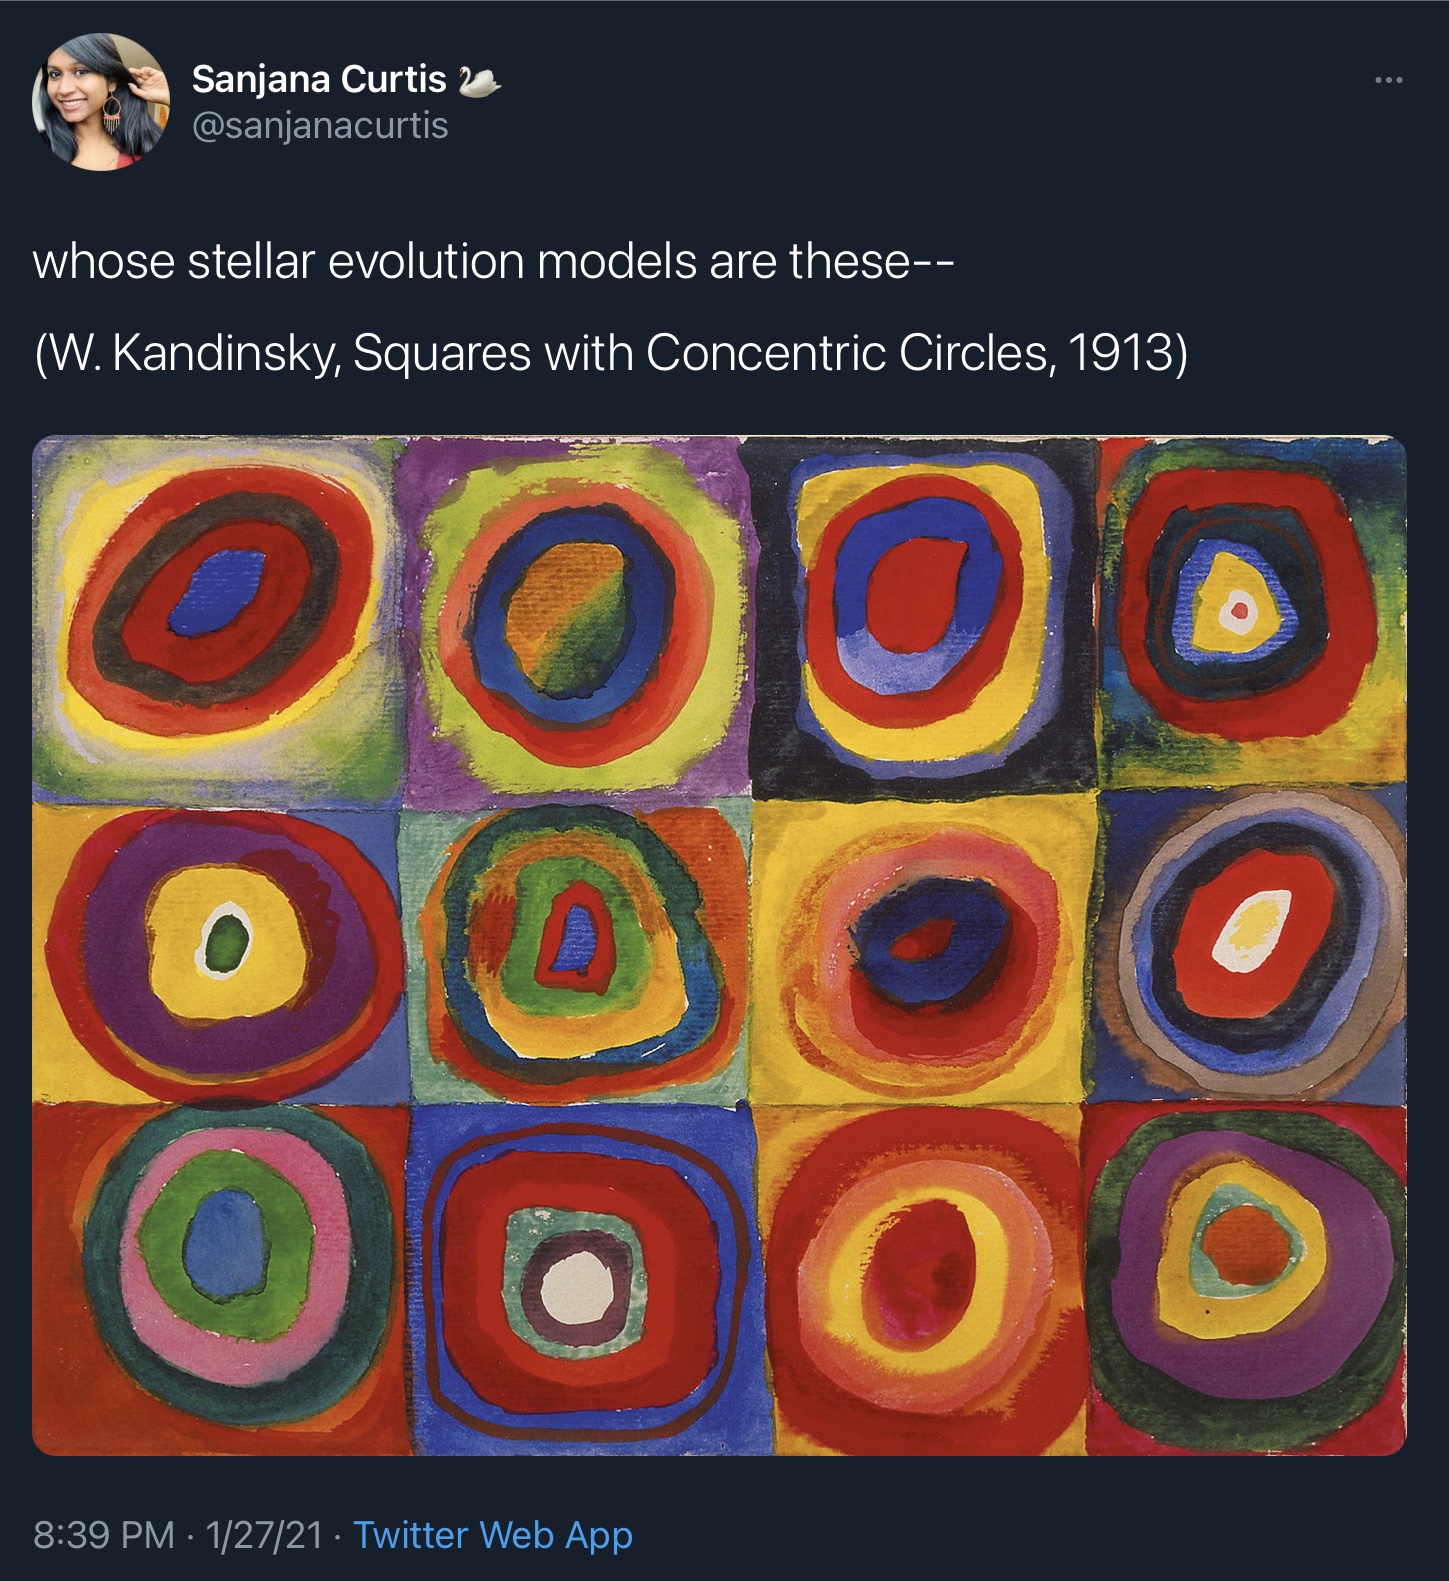 Sanjana Curtis 🦢
@sanjanacurtis
whose stellar evolution models are these--
(W. Kandinsky, Squares with Concentric Circles, 1913)
8:39 PM · 1/27/21 · Twitter Web App